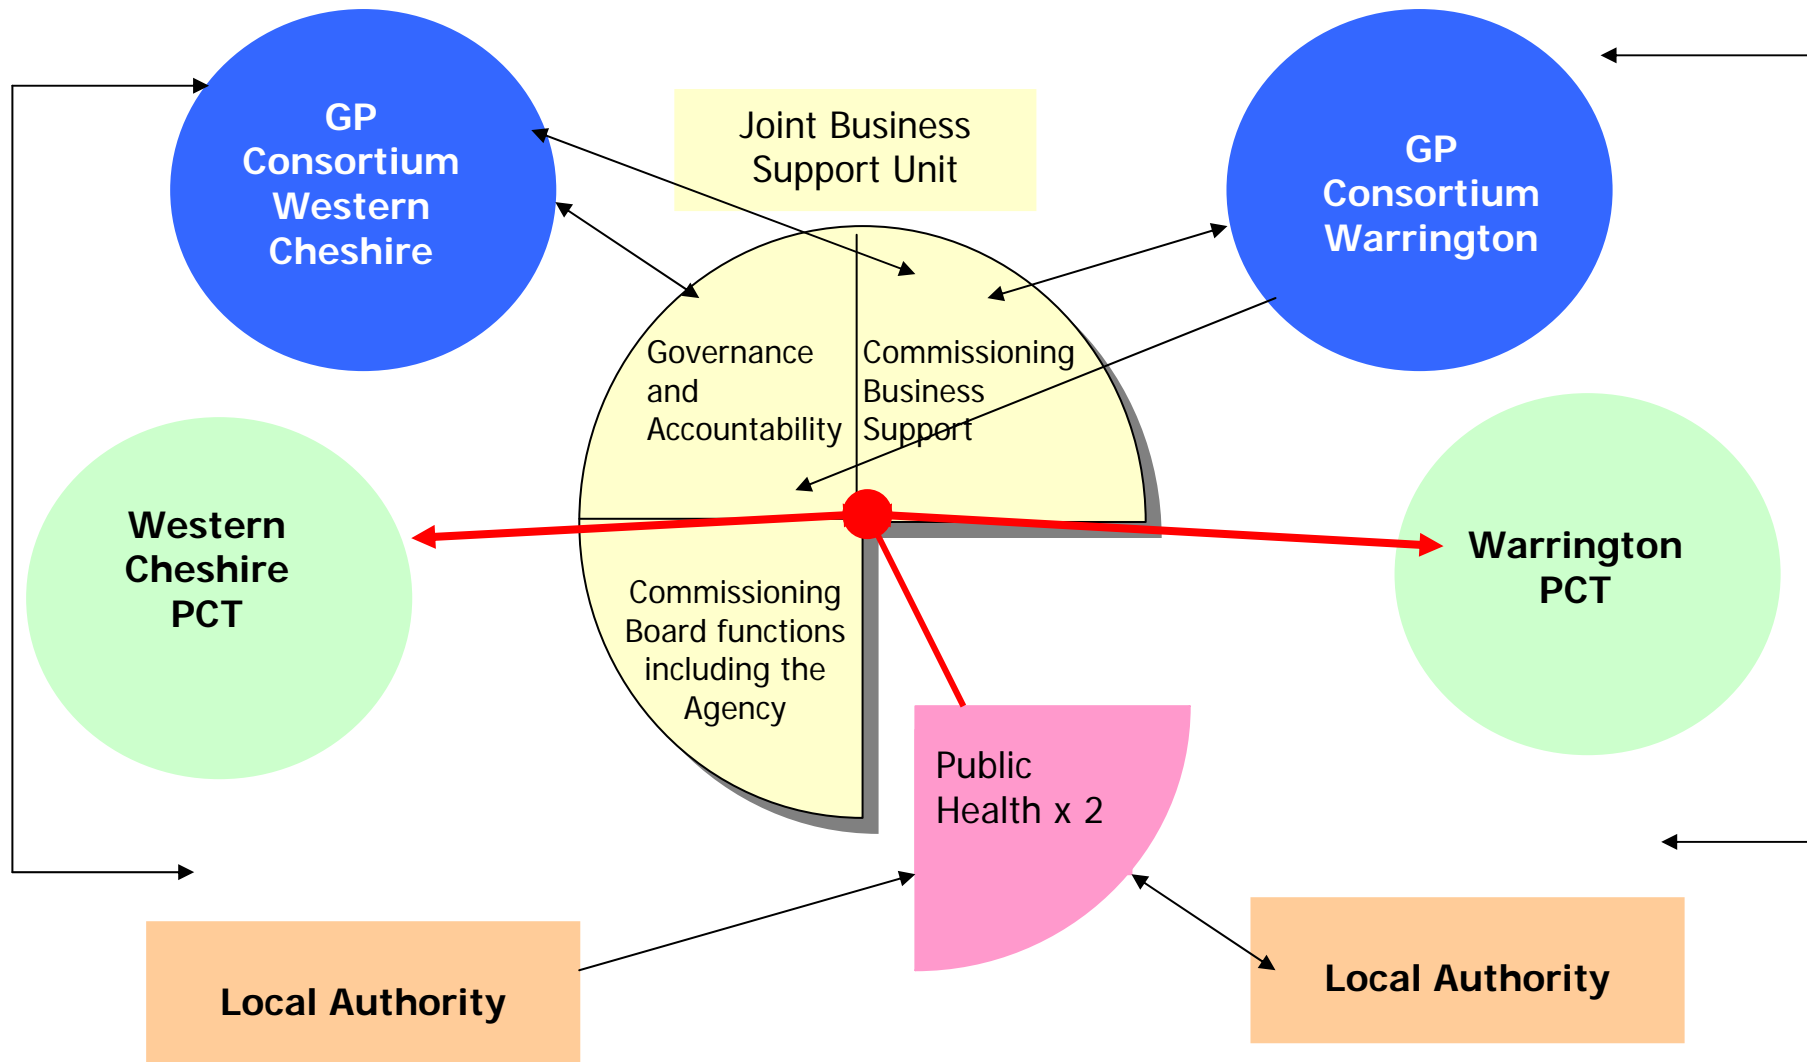 GP
Consortium
Western
Cheshire
Joint Business
Support Unit
GP
Consortium
Warrington
Governance
and
Accountability
Commissioning
Business
Support
Western
Cheshire
PCT
Warrington
PCT
Commissioning
Board functions
including the
Agency
Public
Health x 2
Local Authority
Local Authority